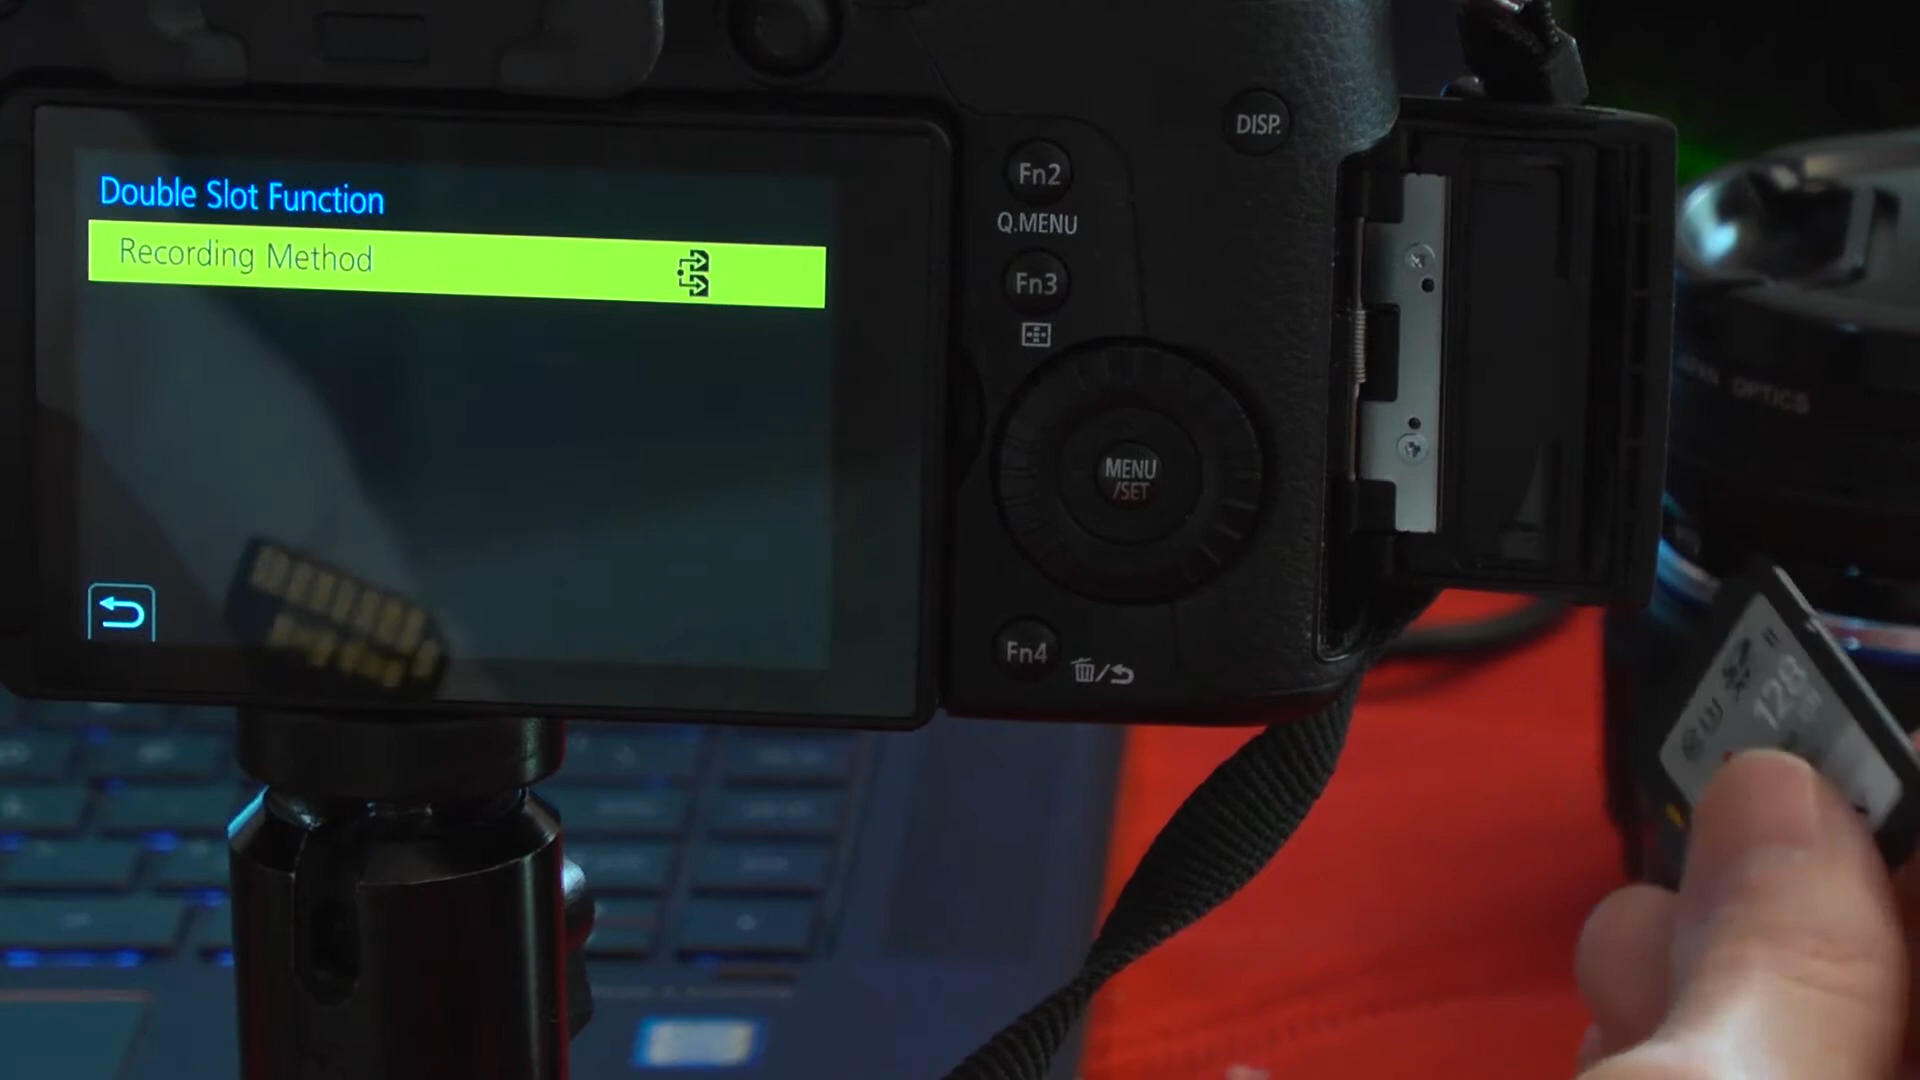 Double Slot Function
Recording Method
DISP.
Fn2
Q.MENU
Fn3
MENU
/SET
Fn4
OPTICS
128